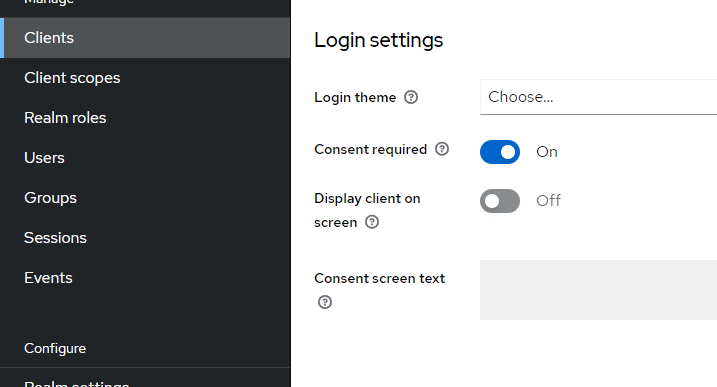 Manage
Clients
Client scopes
Realm roles
Users
Groups
Sessions
Events
Configure
Realm settings
Login settings
Login theme
Choose...
Consent required
On
Display client on
screen
Off
Consent screen text